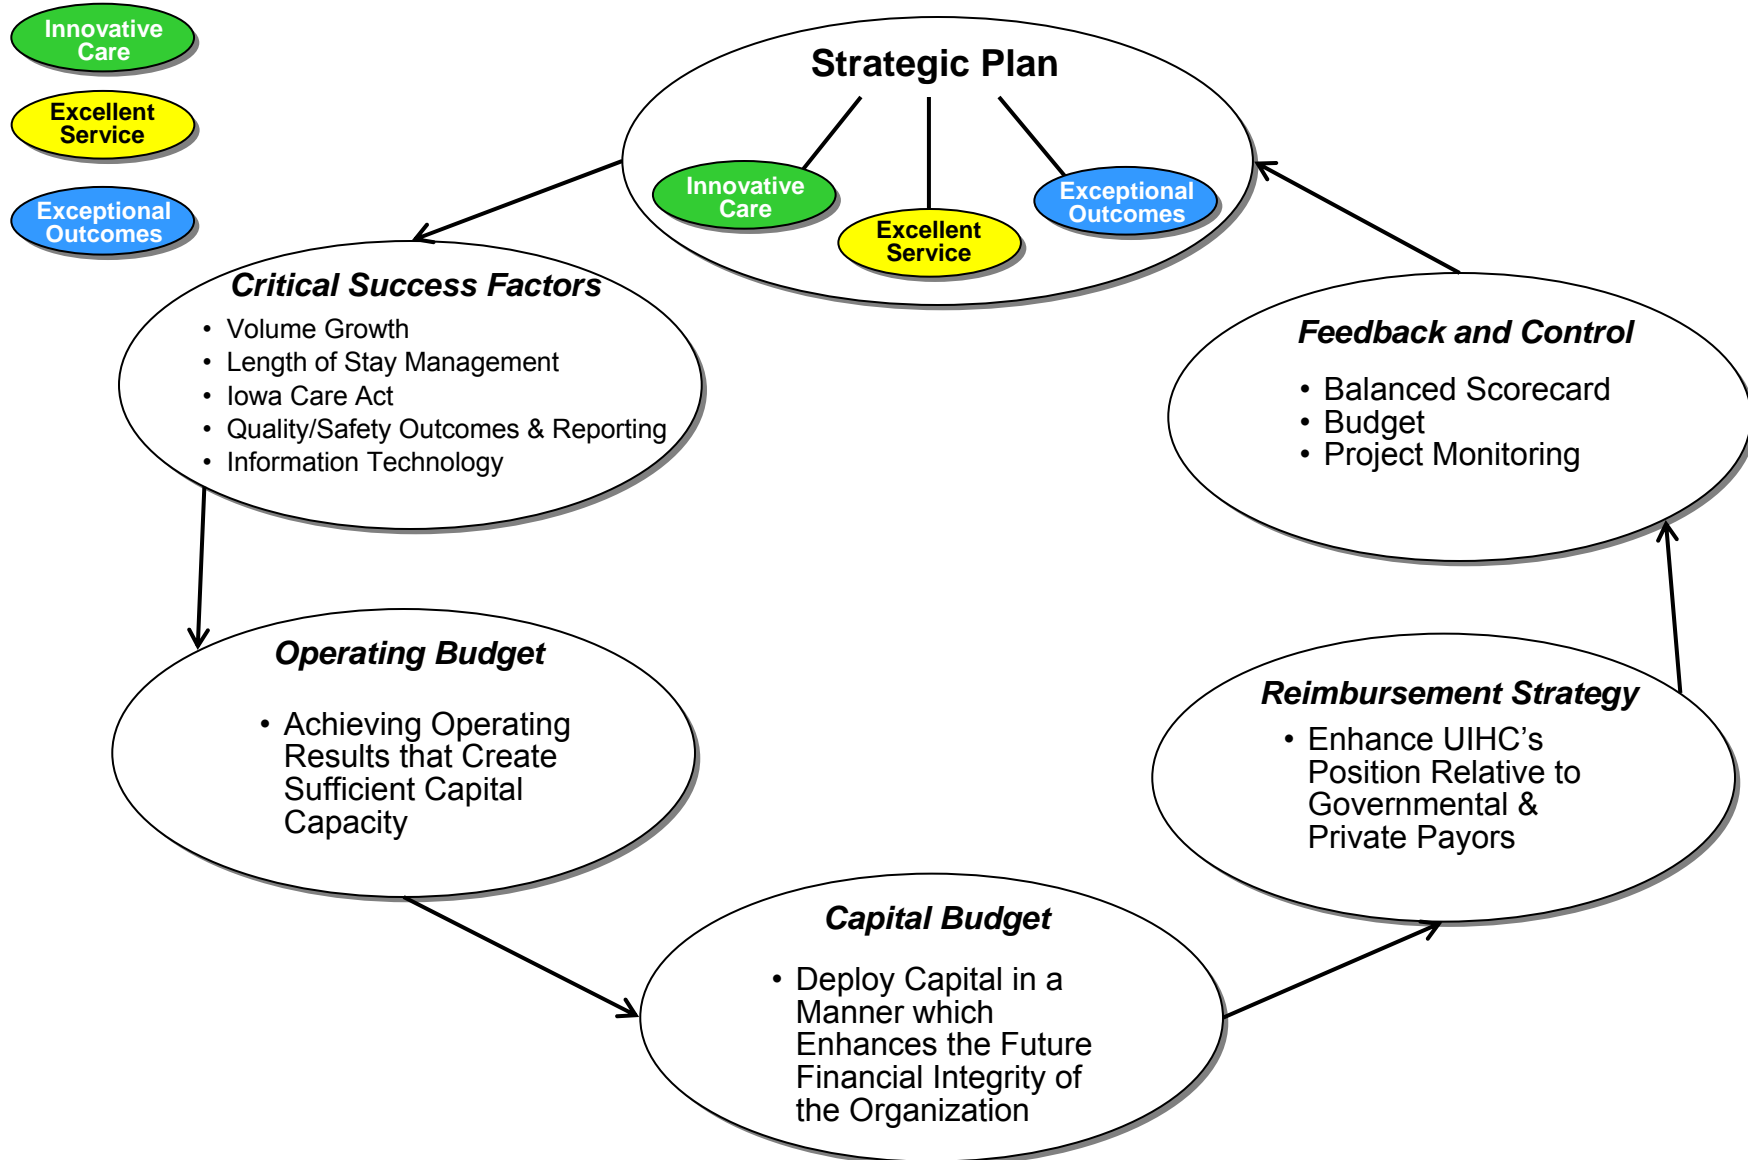 Innovative
Care
Excellent
Service
Exceptional
Outcomes
Strategic Plan
Innovative
Care
Excellent
Service
Exceptional
Outcomes
Critical Success Factors
• Volume Growth
• Length of Stay Management
• Iowa Care Act
• Quality/Safety Outcomes & Reporting
• Information Technology
Feedback and Control
• Balanced Scorecard
• Budget
• Project Monitoring
Operating Budget
• Achieving Operating
Results that Create
Sufficient Capital
Capacity
Reimbursement Strategy
• Enhance UIHC’s
Position Relative to
Governmental &
Private Payors
Capital Budget
• Deploy Capital in a
Manner which
Enhances the Future
Financial Integrity of
the Organization